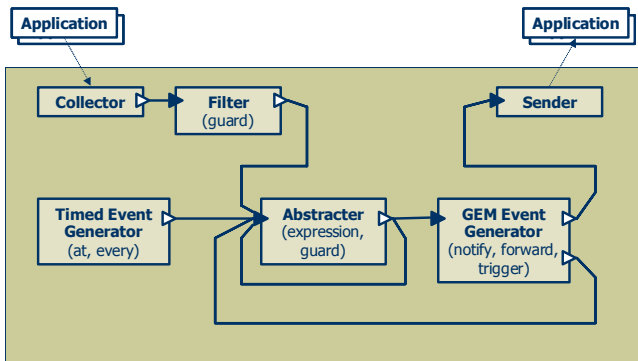 Application
Application
Collector
Filter
(guard)
Sender
Timed Event
Generator
(at, every)
Abstracter
(expression,
guard)
GEM Event
Generator
(notify, forward,
trigger)